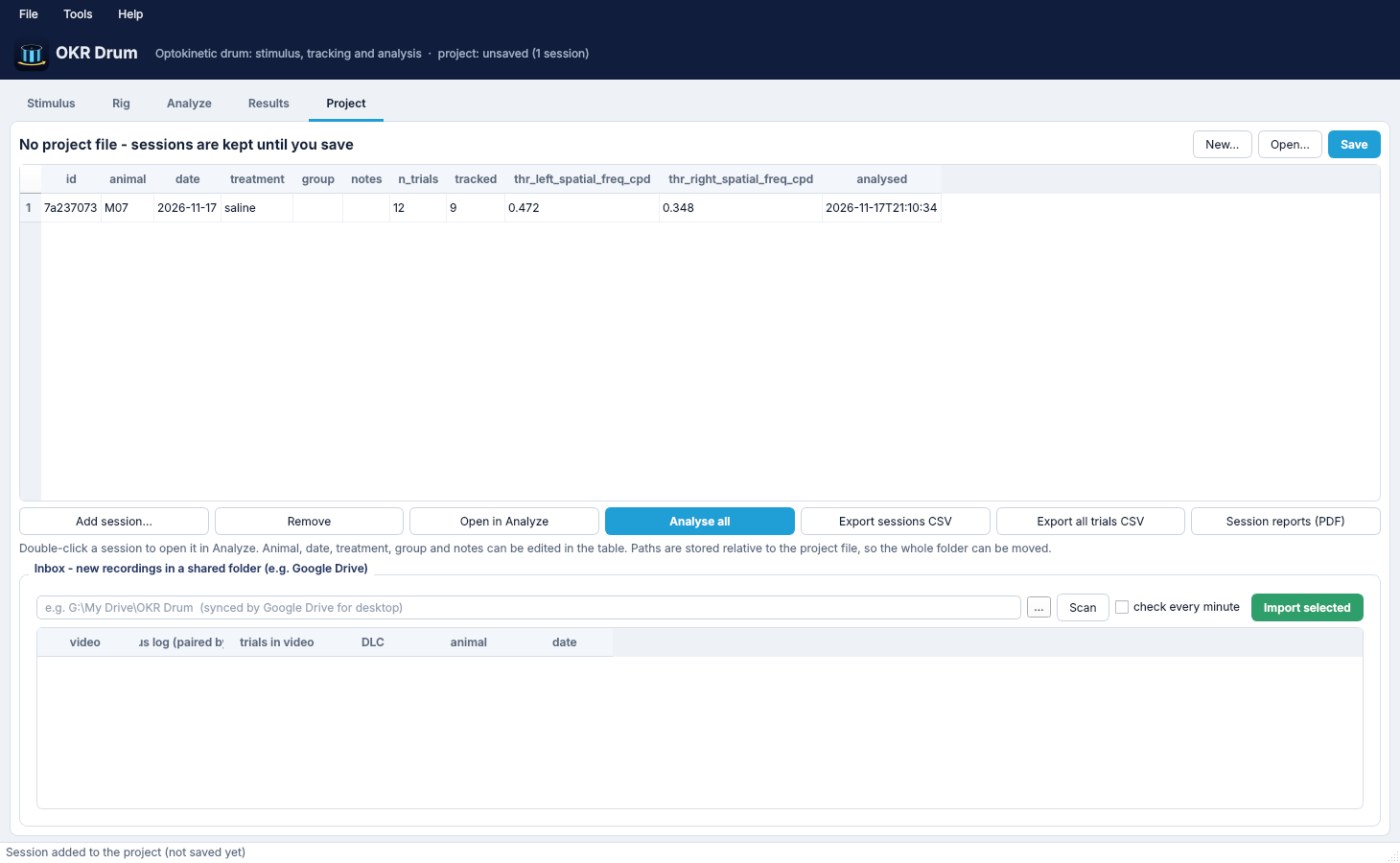 File Tools Help
OKR Drum Optokinetic drum: stimulus, tracking and analysis · project: unsaved (1 session)
Stimulus Rig Analyze Results Project
No project file - sessions are kept until you save New... Open... Save
id animal date treatment group notes n_trials tracked thr_left_spatial_freq_cpd thr_right_spatial_freq_cpd analysed
1 7a237073 M07 2026-11-17 saline 12 9 0.472 0.348 2026-11-17T21:10:34
Add session... Remove Open in Analyze Analyse all Export sessions CSV Export all trials CSV Session reports (PDF)
Double-click a session to open it in Analyze. Animal, date, treatment, group and notes can be edited in the table. Paths are stored relative to the project file, so the whole folder can be moved.
Inbox - new recordings in a shared folder (e.g. Google Drive)
e.g. G:\My Drive\OKR Drum (synced by Google Drive for desktop) ... Scan check every minute Import selected
video us log (paired by trials in video DLC animal date
Session added to the project (not saved yet)